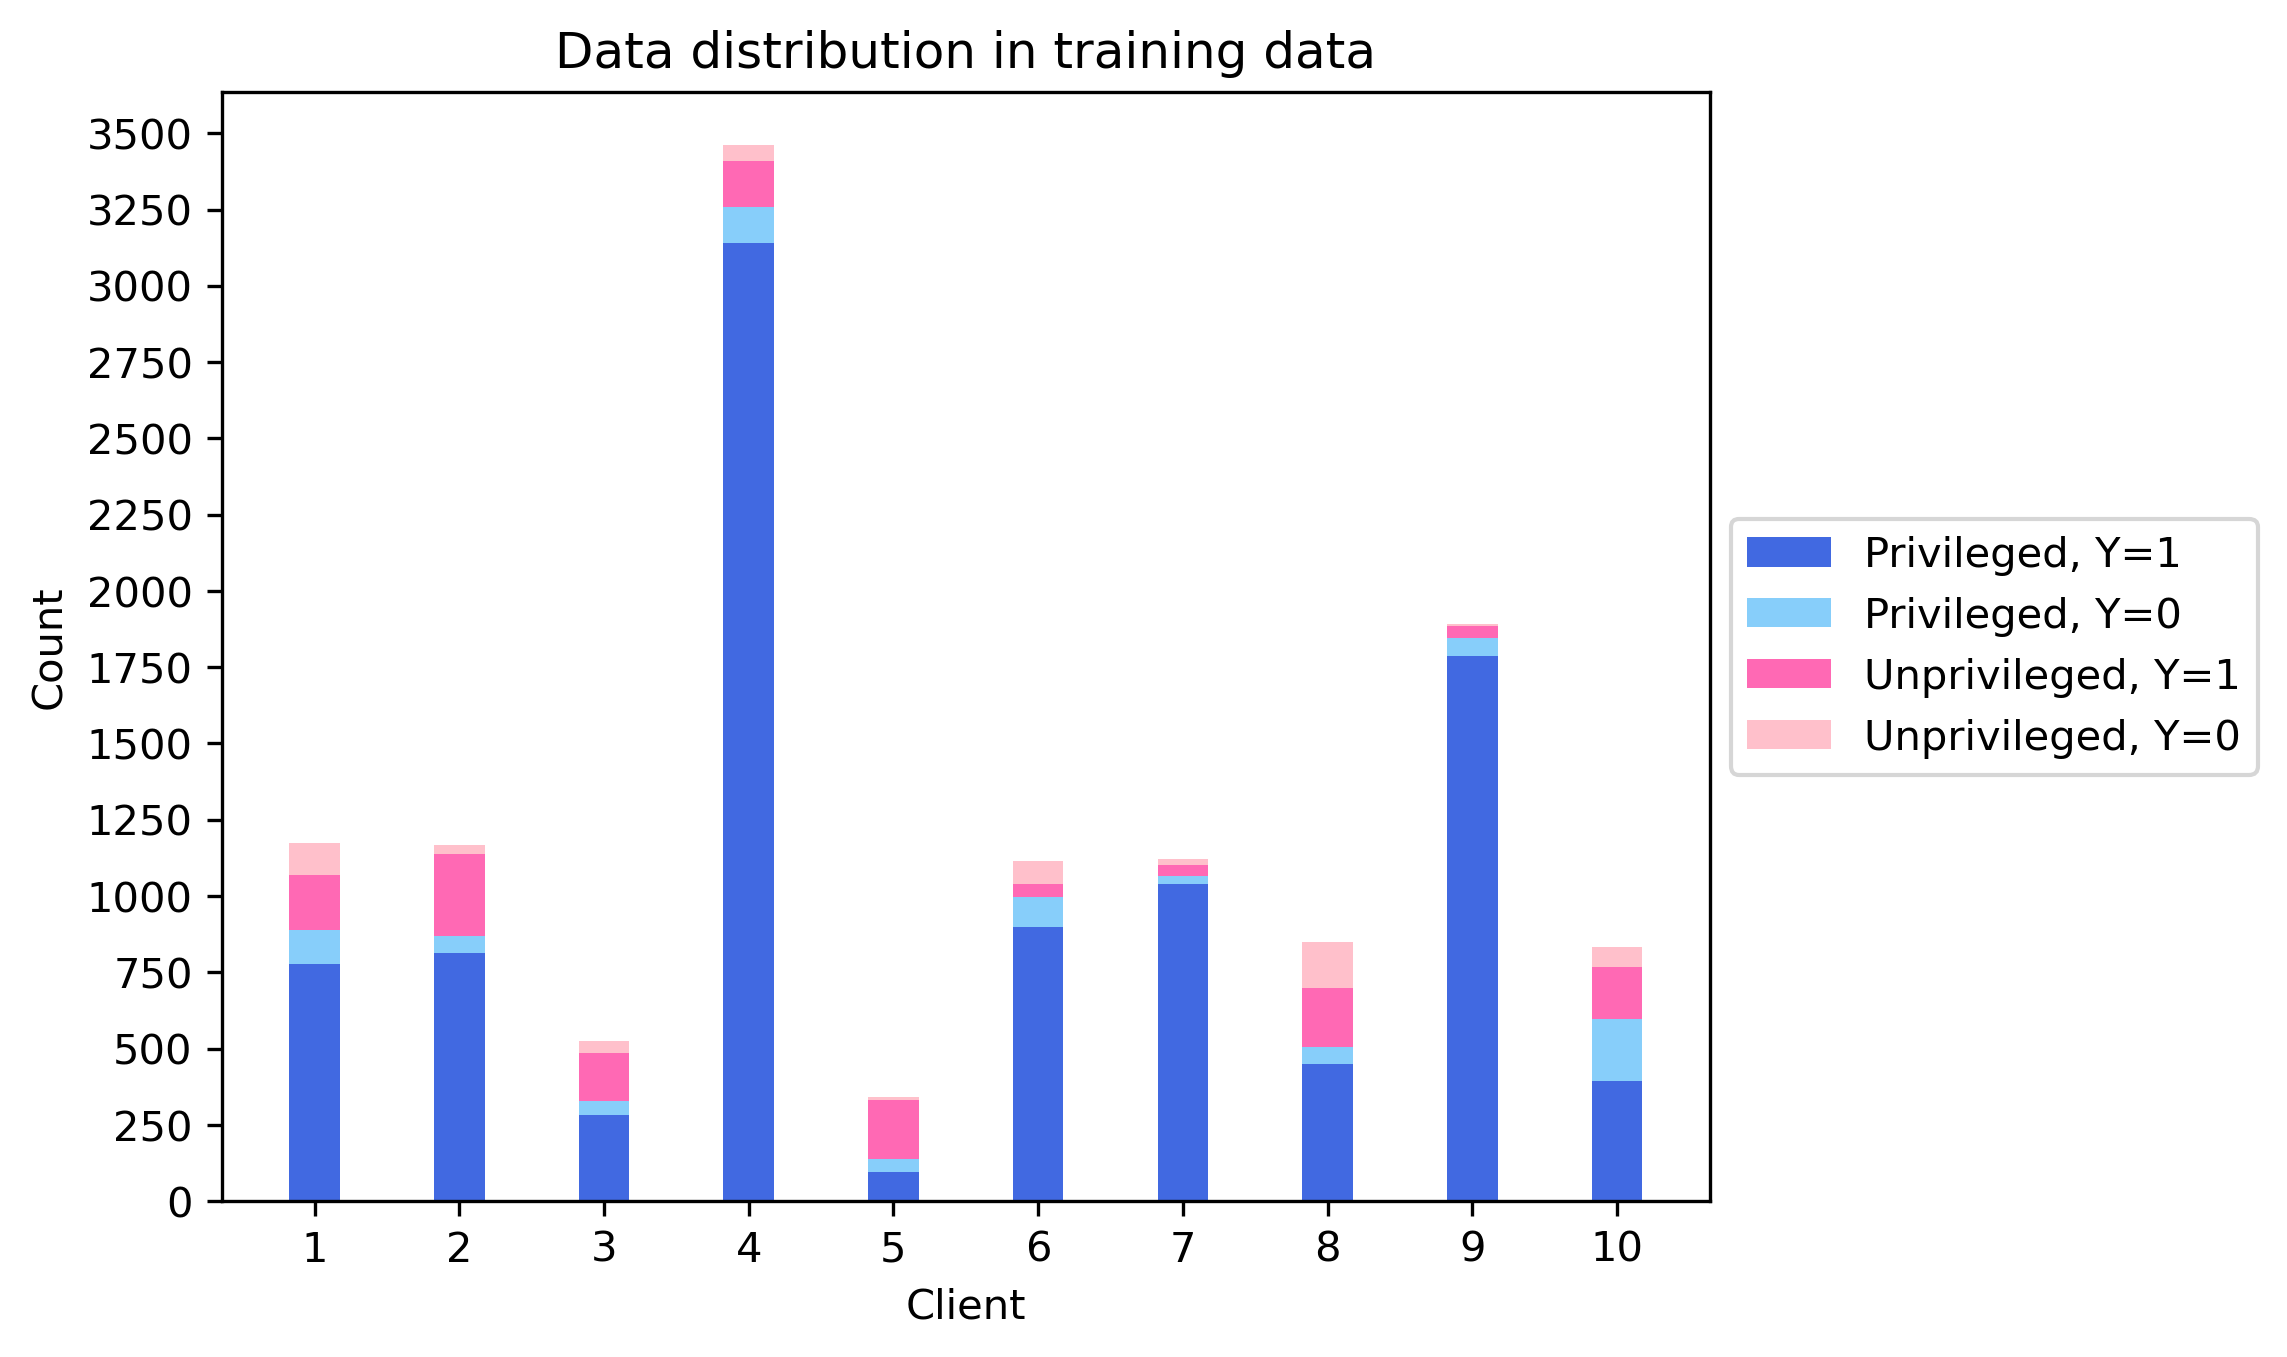 Data distribution in training data
3500
3250
3000
2750
2500
2250
2000
1750
1500
1250
1000
750
500
250
0
Count
1 2 3 4 5 6 7 8 9 10
Client
Privileged, Y=1
Privileged, Y=0
Unprivileged, Y=1
Unprivileged, Y=0